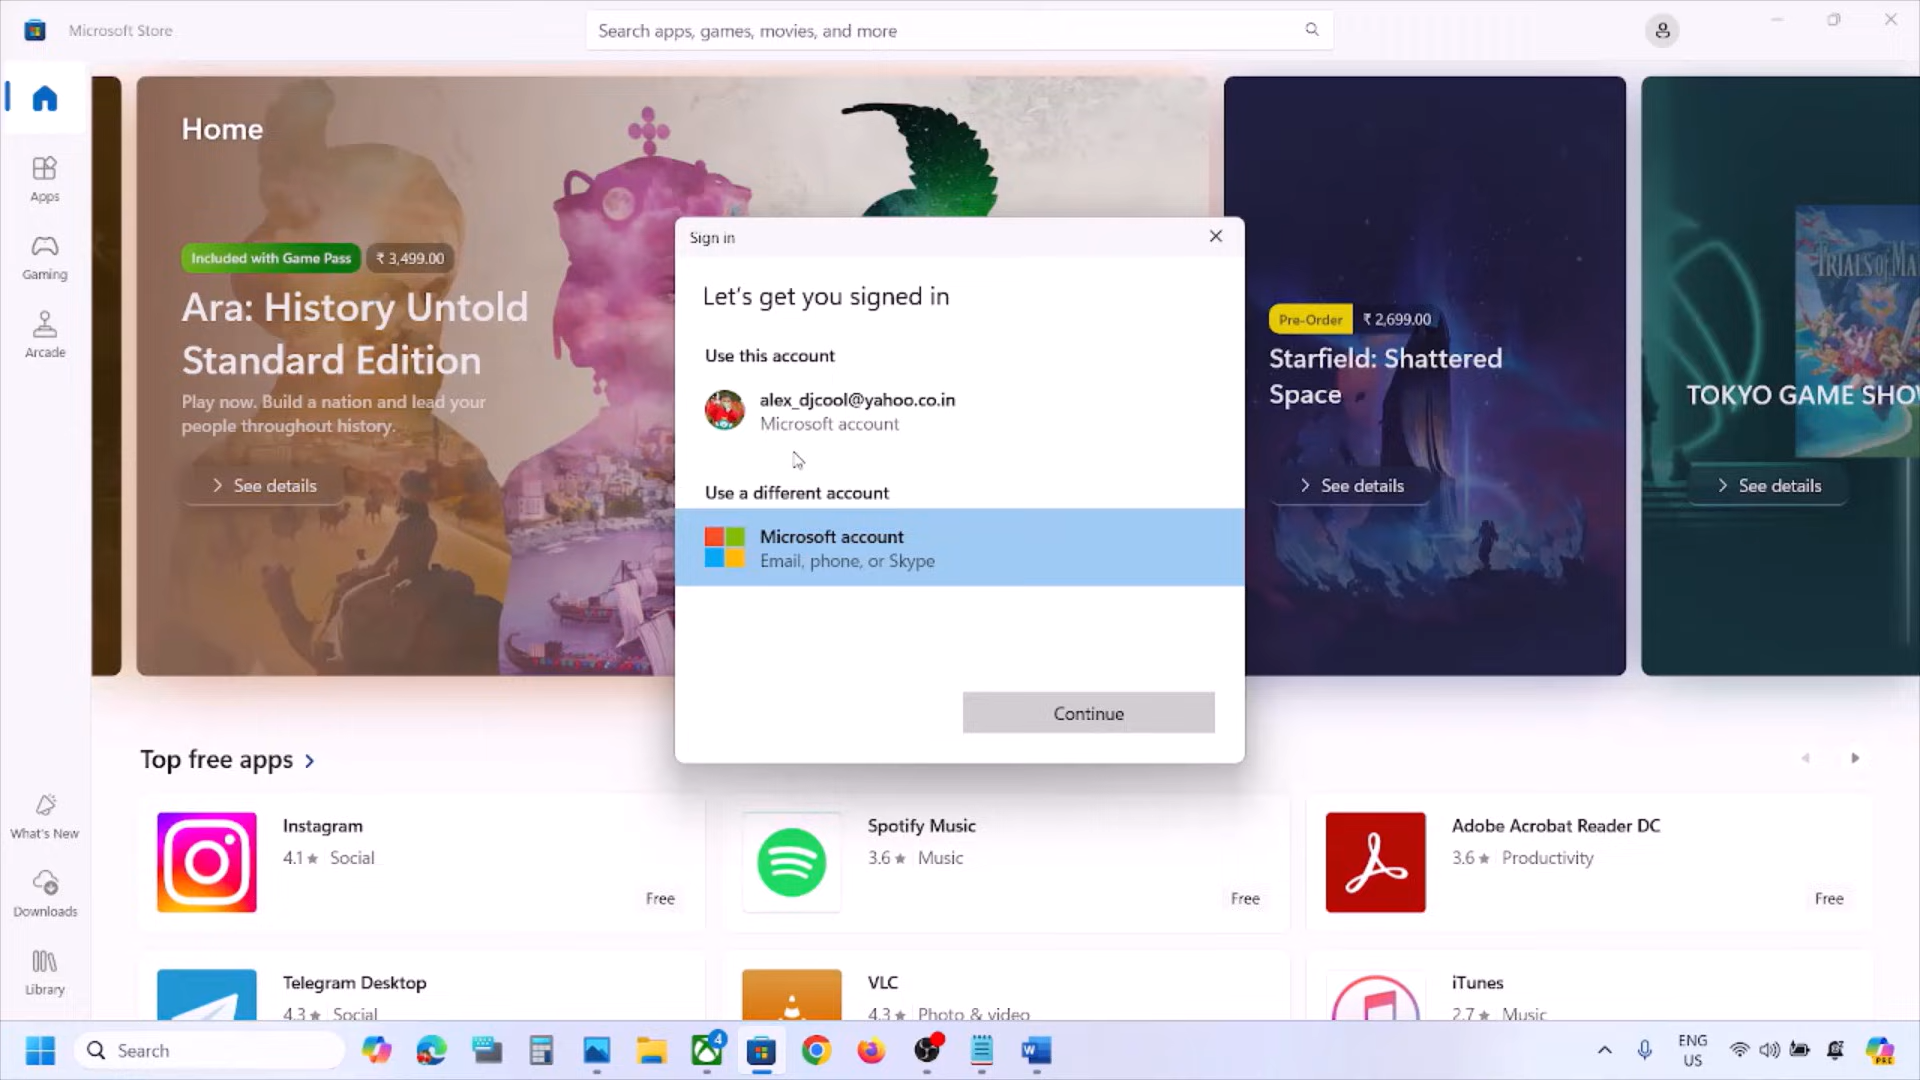 Microsoft Store
Search apps, games, movies, and more
Home
Apps
Gaming
Arcade
What's New
Downloads
Library
Included with Game Pass
₹ 3,499.00
Ara: History Untold
Standard Edition
Play now. Build a nation and lead your
people throughout history.
See details
Sign in
Let's get you signed in
Use this account
alex_djcool@yahoo.co.in
Microsoft account
Use a different account
Microsoft account
Email, phone, or Skype
Continue
Pre-Order
₹ 2,699.00
Starfield: Shattered
Space
See details
TRIALS OF MA
TOKYO GAME SHO
See details
Top free apps
Instagram
4.1★ Social
Free
Spotify Music
3.6★ Music
Free
Adobe Acrobat Reader DC
3.6★ Productivity
Free
Telegram Desktop
4.3★ Social
VLC
4.3★ Photo & video
iTunes
2.7★ Music
Search
4
ENG
US
PRE